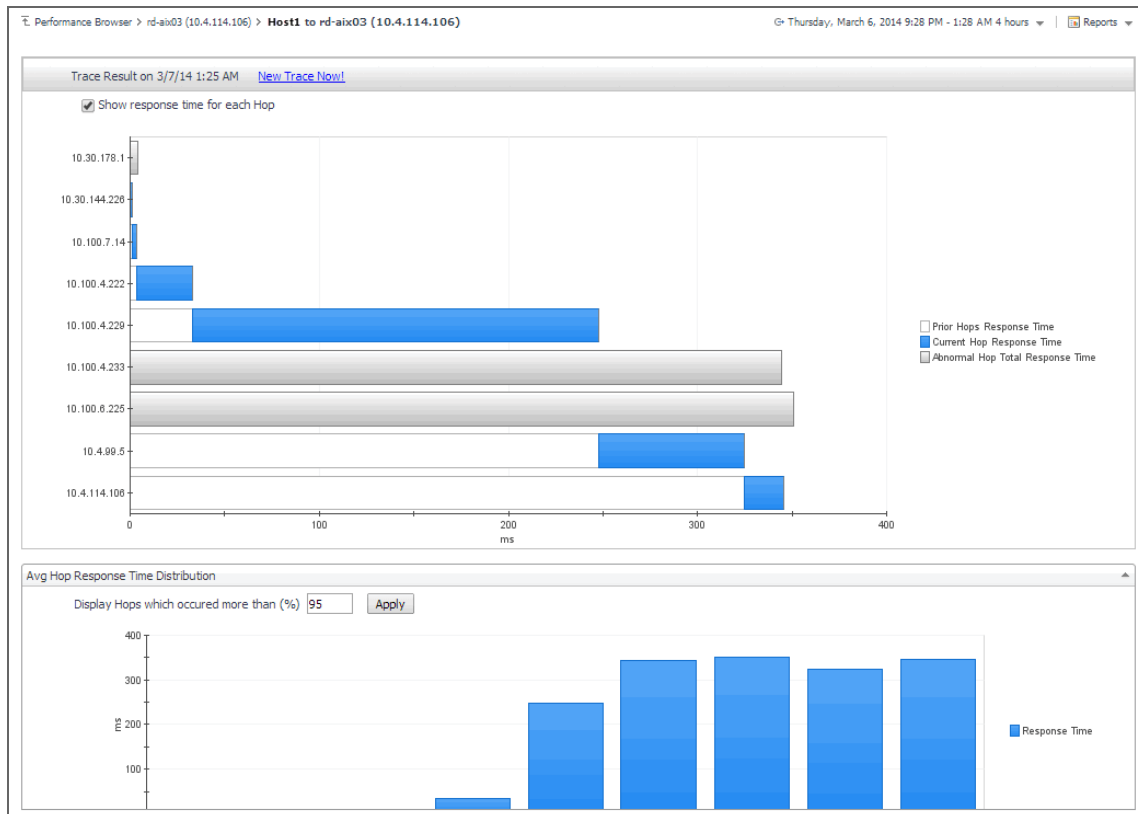 Performance Browser > rd-aix03 (10.4.114.106) > Host1 to rd-aix03 (10.4.114.106)
Thursday, March 6, 2014 9:28 PM - 1:28 AM 4 hours
Reports
Trace Result on 3/7/14 1:25 AM New Trace Now!
Show response time for each Hop
10.30.178.1
10.30.144.226
10.100.7.14
10.100.4.222
10.100.4.229
10.100.4.233
10.100.6.225
10.4.99.5
10.4.114.106
0 100 200 300 400
ms
Prior Hops Response Time
Current Hop Response Time
Abnormal Hop Total Response Time
Avg Hop Response Time Distribution
Display Hops which occured more than (%) 95 Apply
400
300
200
100
ms
Response Time